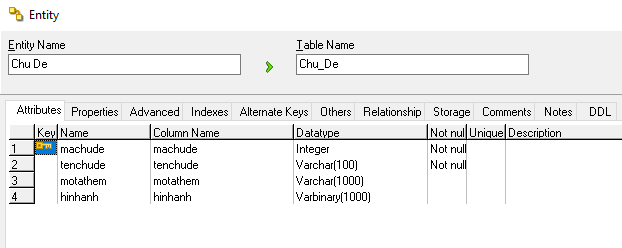 Entity
Entity Name Table Name
Chu De Chu_De
Attributes Properties Advanced Indexes Alternate Keys Others Relationship Storage Comments Notes DDL
Key Name Column Name Datatype Not nul Unique Description
1 machude machude Integer Not null
2 tenchude tenchude Varchar(100) Not null
3 motathem motathem Varchar(1000)
4 hinhanh hinhanh Varbinary(1000)